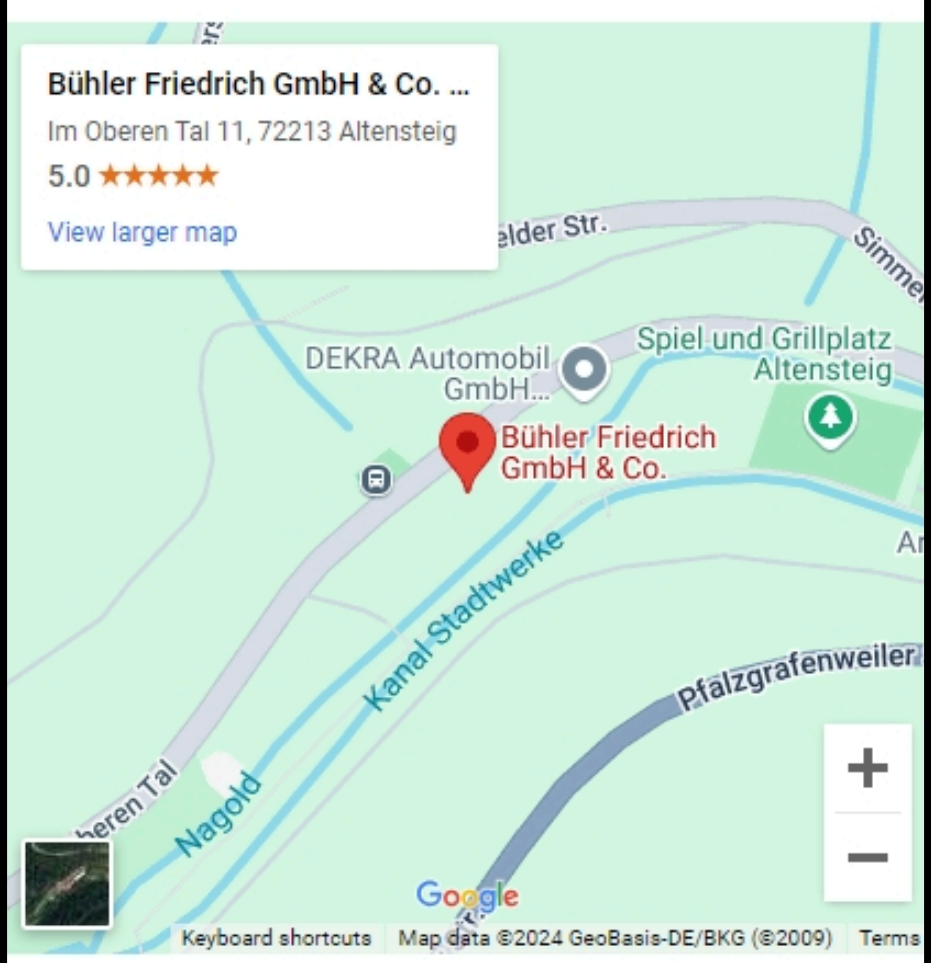 Bühler Friedrich GmbH & Co. ...
Im Oberen Tal 11, 72213 Altensteig
5.0
View larger map
elder Str.
Simmer
DEKRA Automobil
GmbH...
Spiel und Grillplatz
Altensteig
Bühler Friedrich
GmbH & Co.
Kanal Stadtwerke
Pfalzgrafenweiler
beren Tal
Nagold
Google
Keyboard shortcuts
Map data ©2024 GeoBasis-DE/BKG (©2009)
Terms